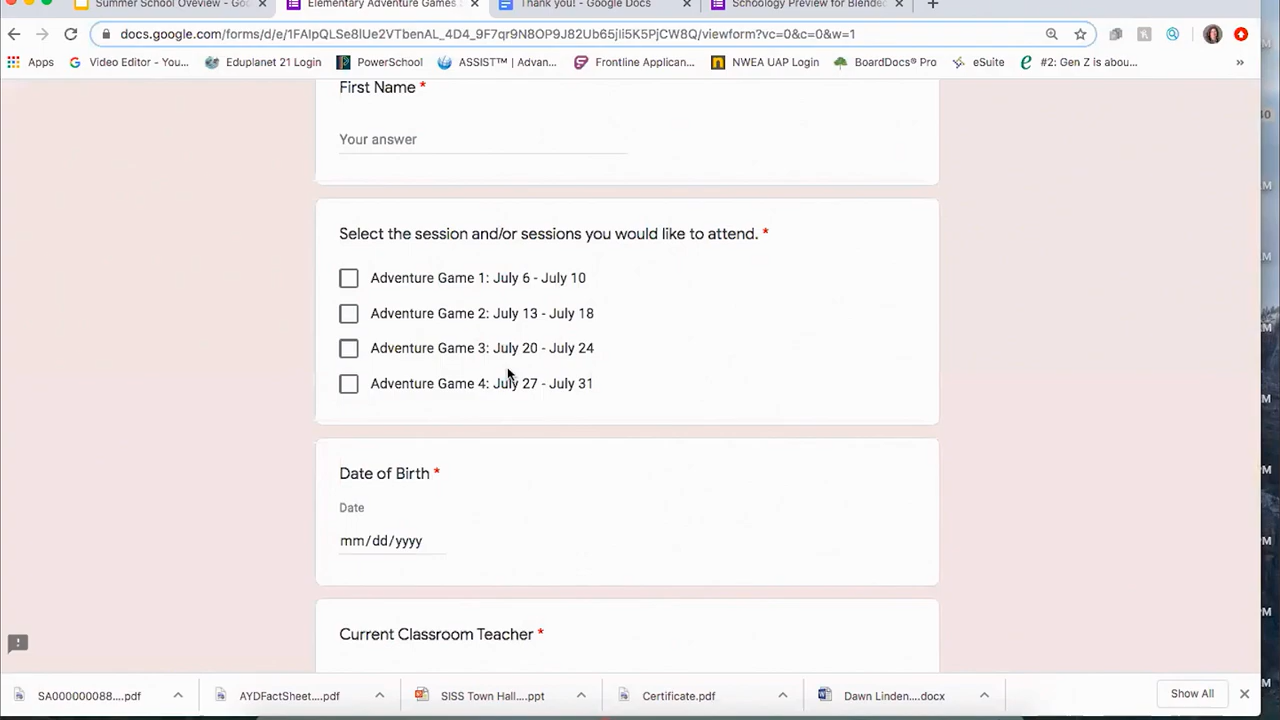 Summer School Oveview - Goo
Elementary Adventure Games
Thank you! - Google Docs
Schoology Preview for Blended
docs.google.com/forms/d/e/1FAIpQLSe8lUe2VTbenAL_4D4_9F7qr9N8OP9J82Ub65jIi5K5PjCW8Q/viewform?vc=0&c=0&w=1
Apps
Video Editor - You...
Eduplanet 21 Login
PowerSchool
ASSIST™ | Advan...
Frontline Applican...
NWEA UAP Login
BoardDocs® Pro
eSuite
#2: Gen Z is abou...
»
First Name *
Your answer
Select the session and/or sessions you would like to attend. *
Adventure Game 1: July 6 - July 10
Adventure Game 2: July 13 - July 18
Adventure Game 3: July 20 - July 24
Adventure Game 4: July 27 - July 31
Date of Birth *
Date
mm/dd/yyyy
Current Classroom Teacher *
SA000000088....pdf
AYDFactSheet....pdf
SISS Town Hall....ppt
Certificate.pdf
Dawn Linden....docx
Show All